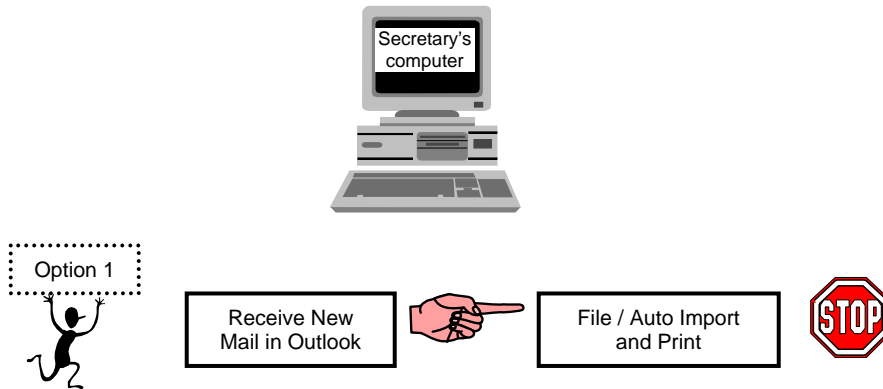 Secretary's
computer
Option 1
Receive New
Mail in Outlook
File / Auto Import
and Print
STOP